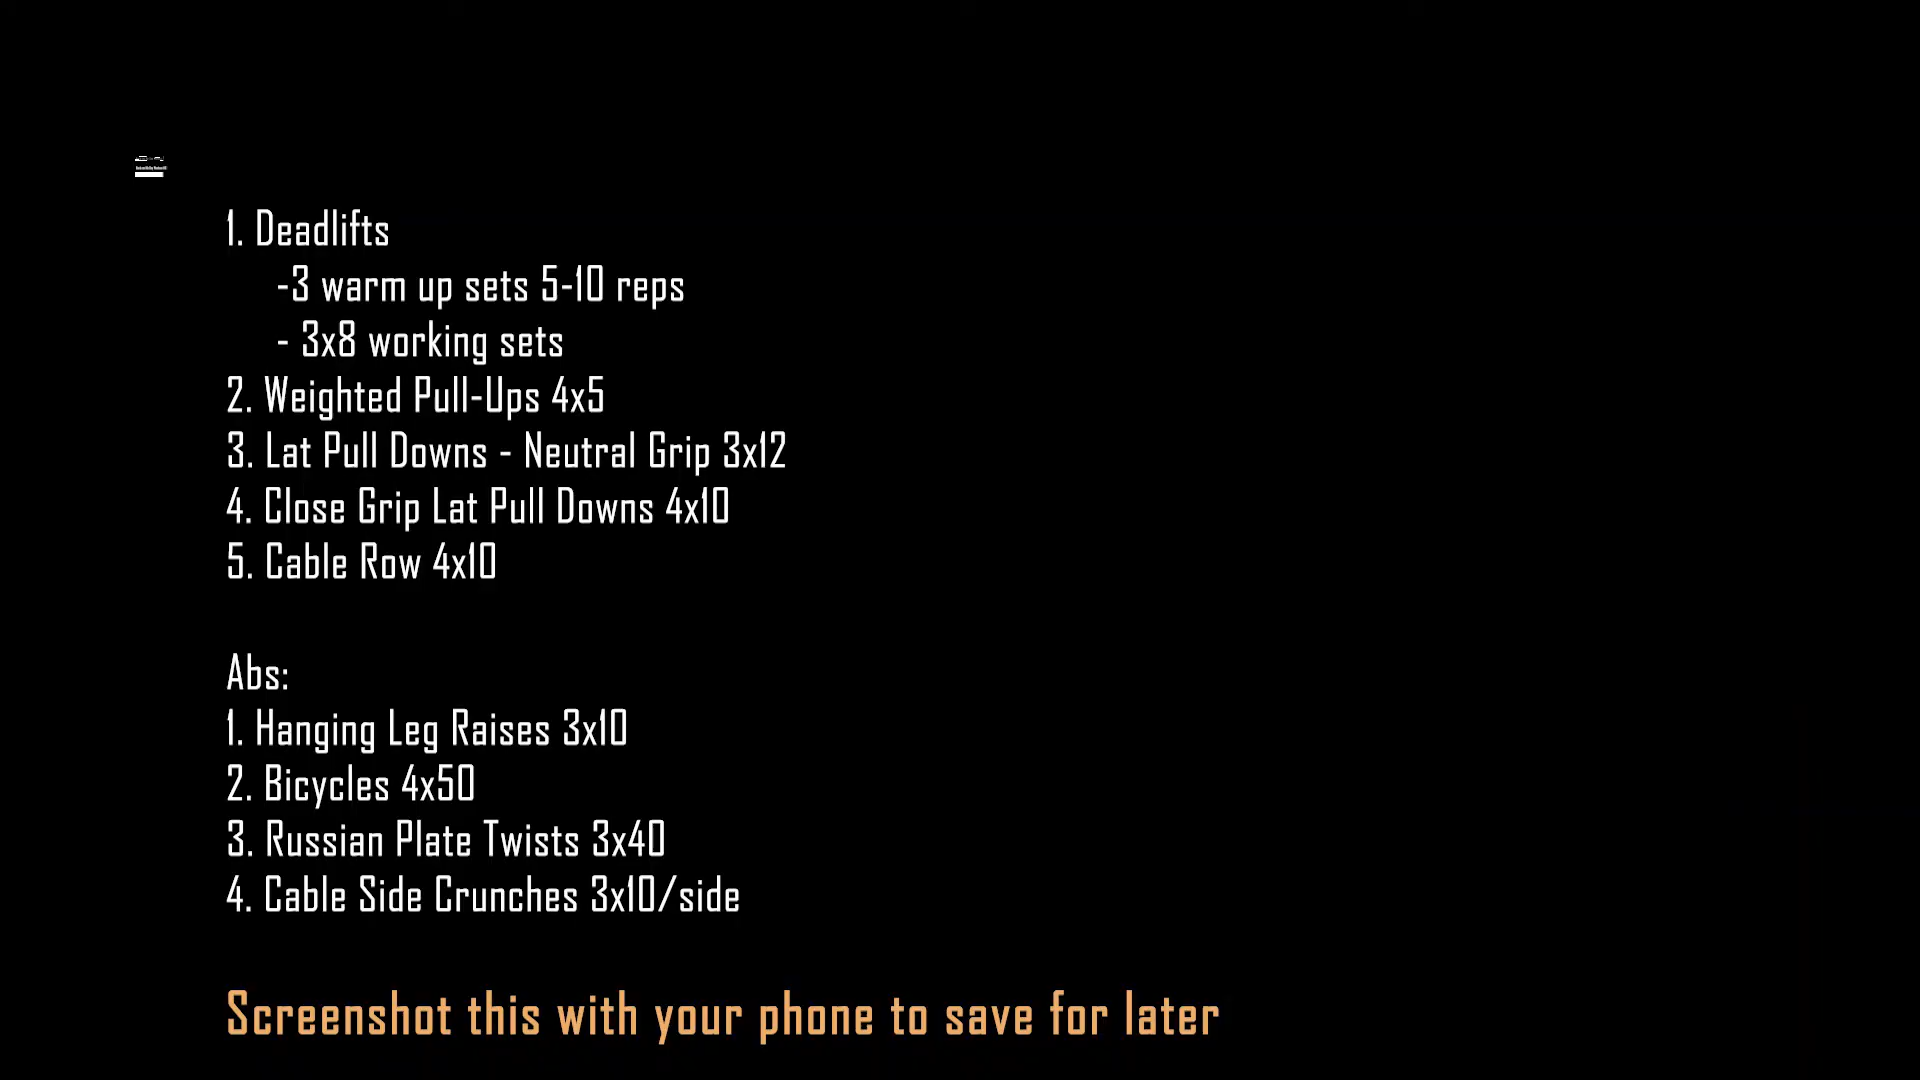 1. Deadlifts
-3 warm up sets 5-10 reps
- 3x8 working sets
2. Weighted Pull-Ups 4x5
3. Lat Pull Downs - Neutral Grip 3x12
4. Close Grip Lat Pull Downs 4x10
5. Cable Row 4x10
Abs:
1. Hanging Leg Raises 3x10
2. Bicycles 4x50
3. Russian Plate Twists 3x40
4. Cable Side Crunches 3x10/side
Screenshot this with your phone to save for later